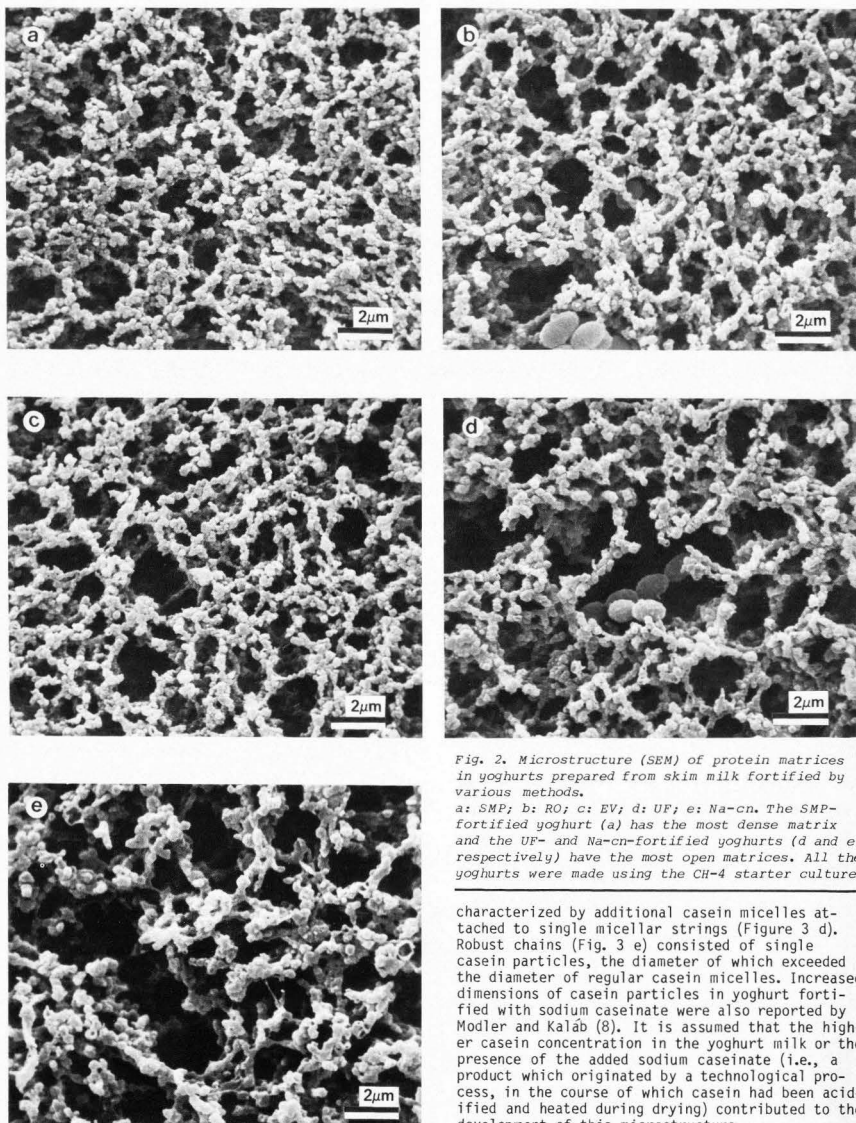 a
2μm
b
2μm
c
2μm
d
2μm
e
2μm
Fig. 2. Microstructure (SEM) of protein matrices
in yoghurts prepared from skim milk fortified by
various methods.
a: SMP; b: RO; c: EV; d: UF; e: Na-cn. The SMP-
fortified yoghurt (a) has the most dense matrix
and the UF- and Na-cn-fortified yoghurts (d and e
respectively) have the most open matrices. All the
yoghurts were made using the CH-4 starter culture
characterized by additional casein micelles at-
tached to single micellar strings (Figure 3 d).
Robust chains (Fig. 3 e) consisted of single
casein particles, the diameter of which exceeded
the diameter of regular casein micelles. Increased
dimensions of casein particles in yoghurt forti-
fied with sodium caseinate were also reported by
Modler and Kaláb (8). It is assumed that the high-
er casein concentration in the yoghurt milk or the
presence of the added sodium caseinate (i.e., a
product which originated by a technological pro-
cess, in the course of which casein had been acid-
ified and heated during drying) contributed to the
development of this microstructure.